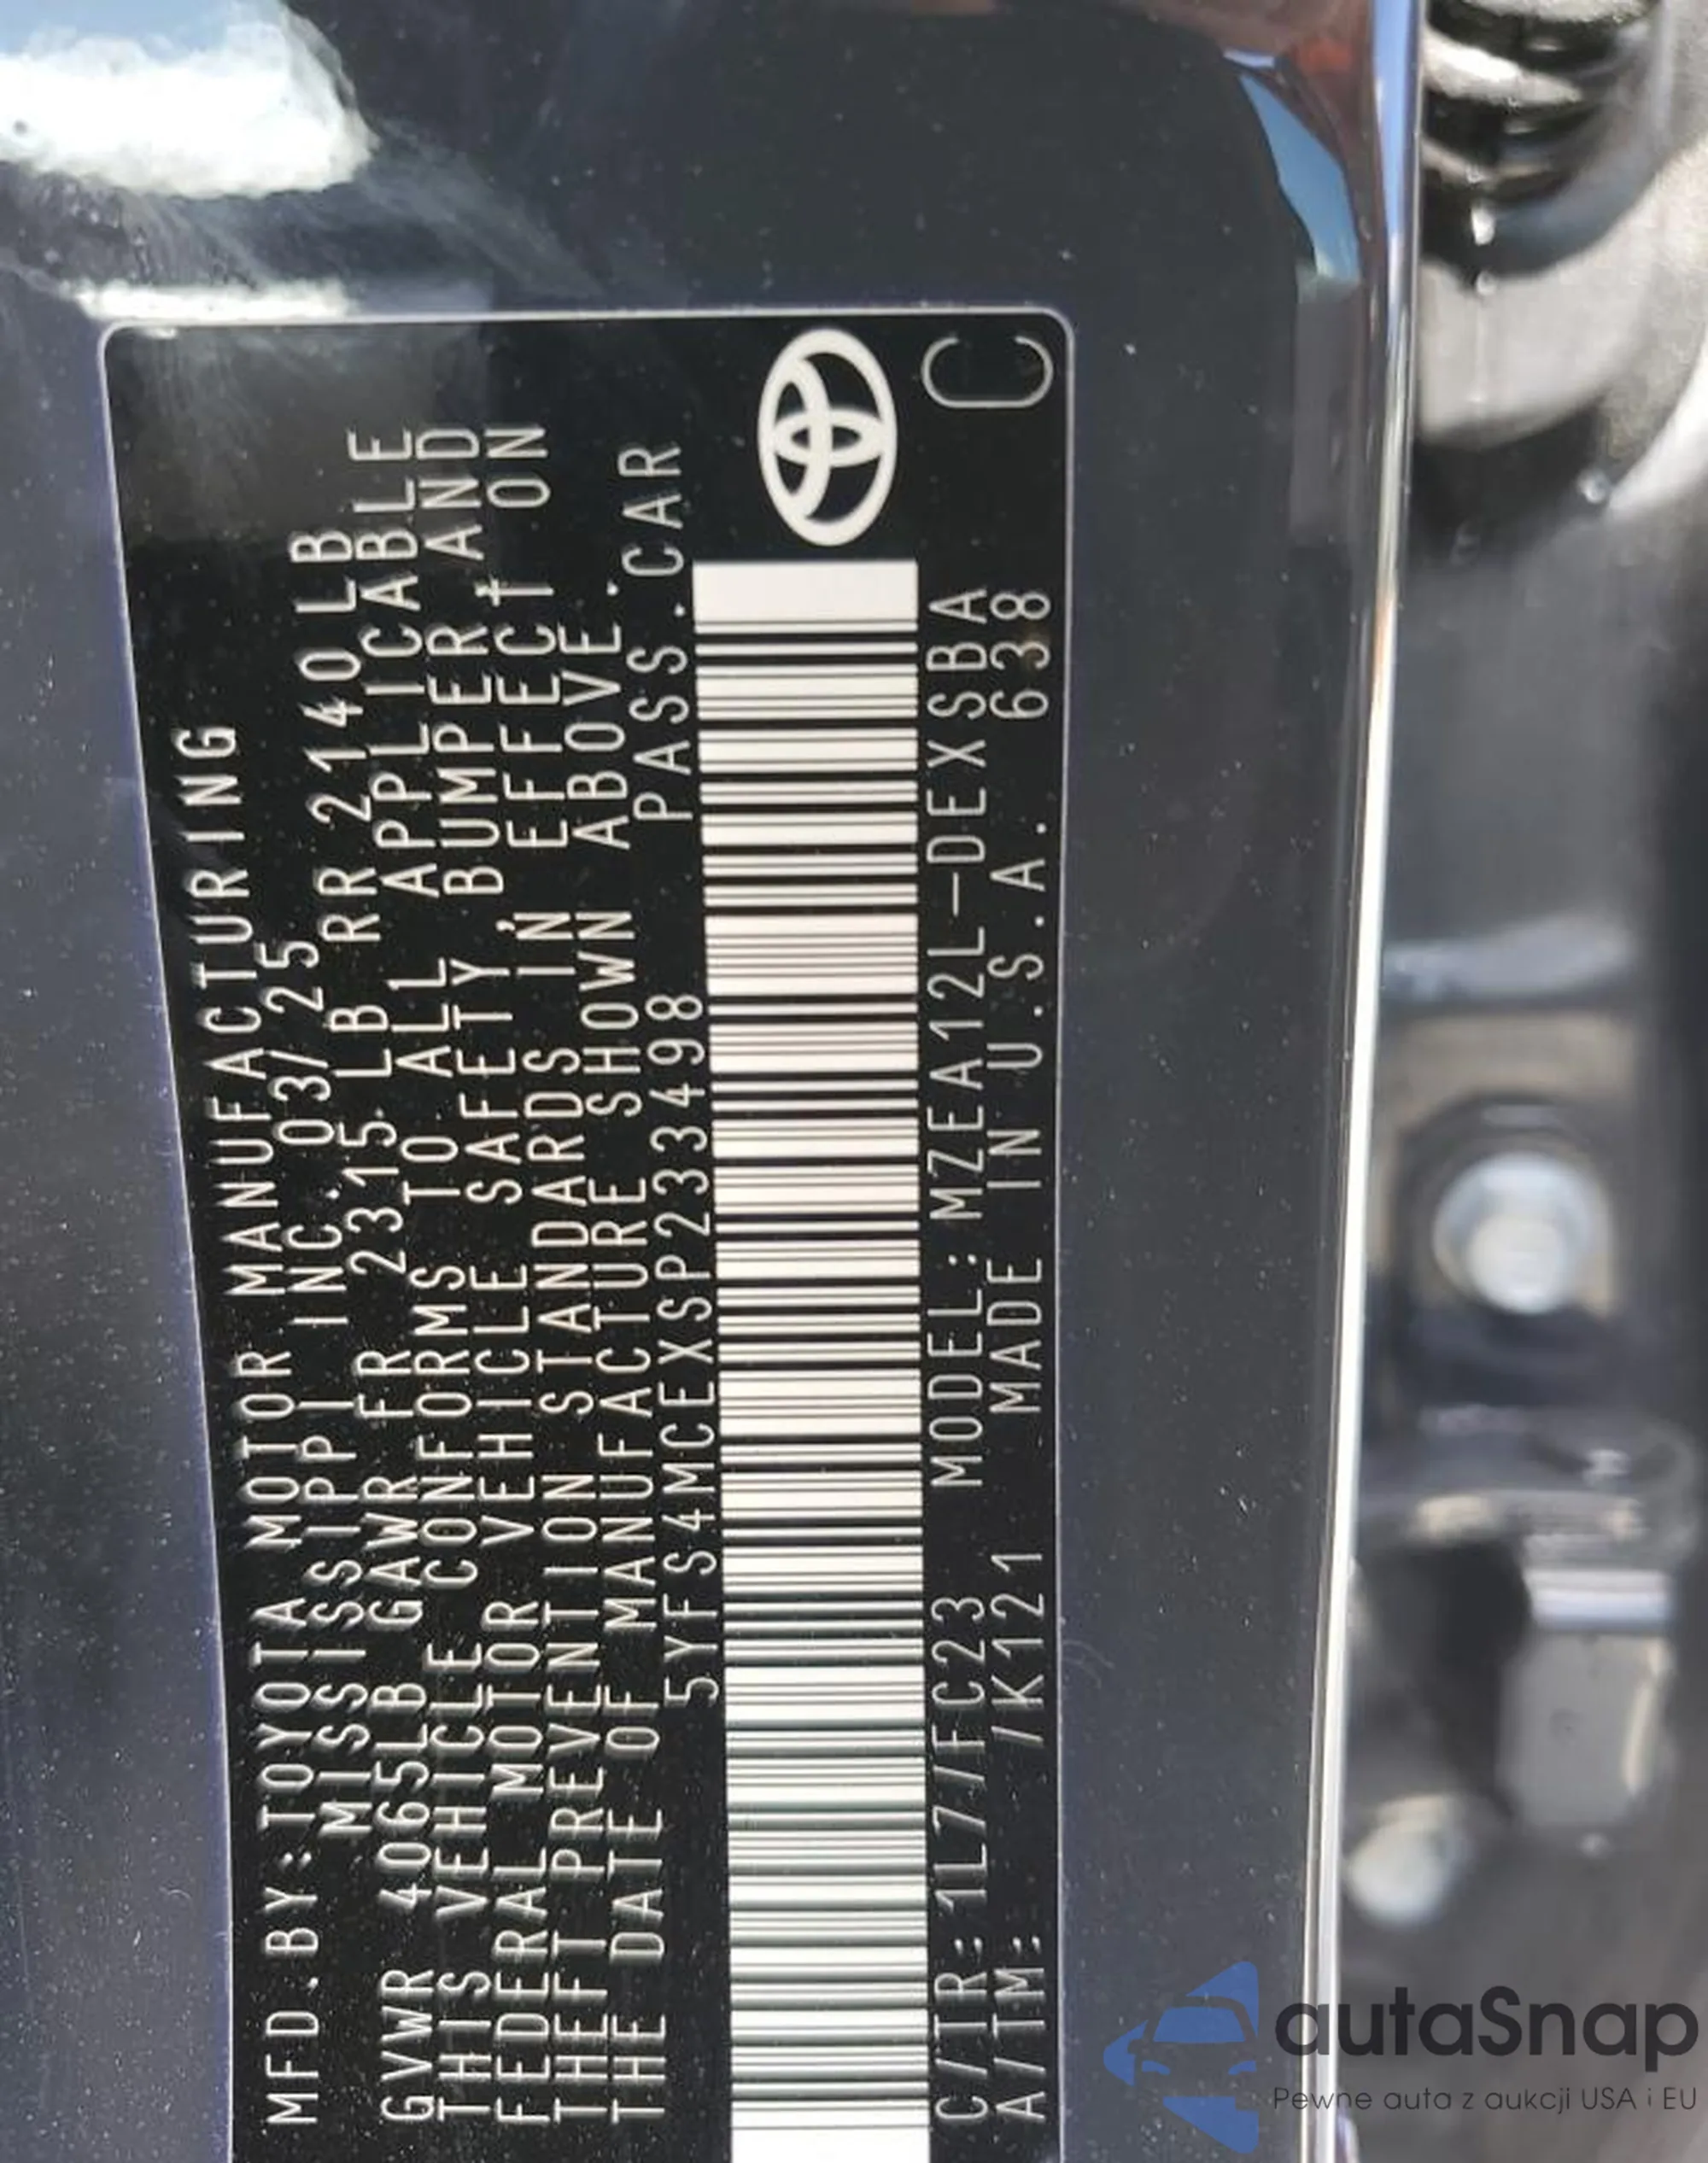 MFD.BY:TOYOTA MOTOR MANUFACTURING
MISSISSIPPI INC. 03/25
GVWR 4065LB GAWR FR 2315 LB RR 2140LB
THIS VEHICLE CONFORMS TO ALL APPLICABLE
FEDERAL MOTOR VEHICLE SAFETY, BUMPER, AND
THEFT PREVENTION STANDARDS IN EFFECT ON
THE DATE OF MANUFACTURE SHOWN ABOVE.
5YFS4MCEXSP233498 PASS.CAR
C/TR: 1L7/FC23 MODEL: MZEA12L-DEXSBA
A/TM: /K121 MADE IN U.S.A. 638
C
autaSnap
Pewne auta z aukcji USA i EU